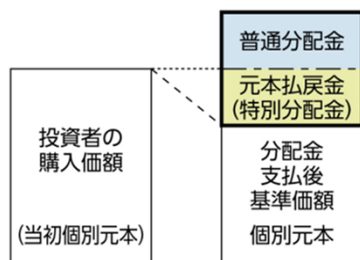 普通分配金
元本払戻金
(特別分配金)
投資者の
購入価額
(当初個別元本)
分配金
支払後
基準価額
個別元本